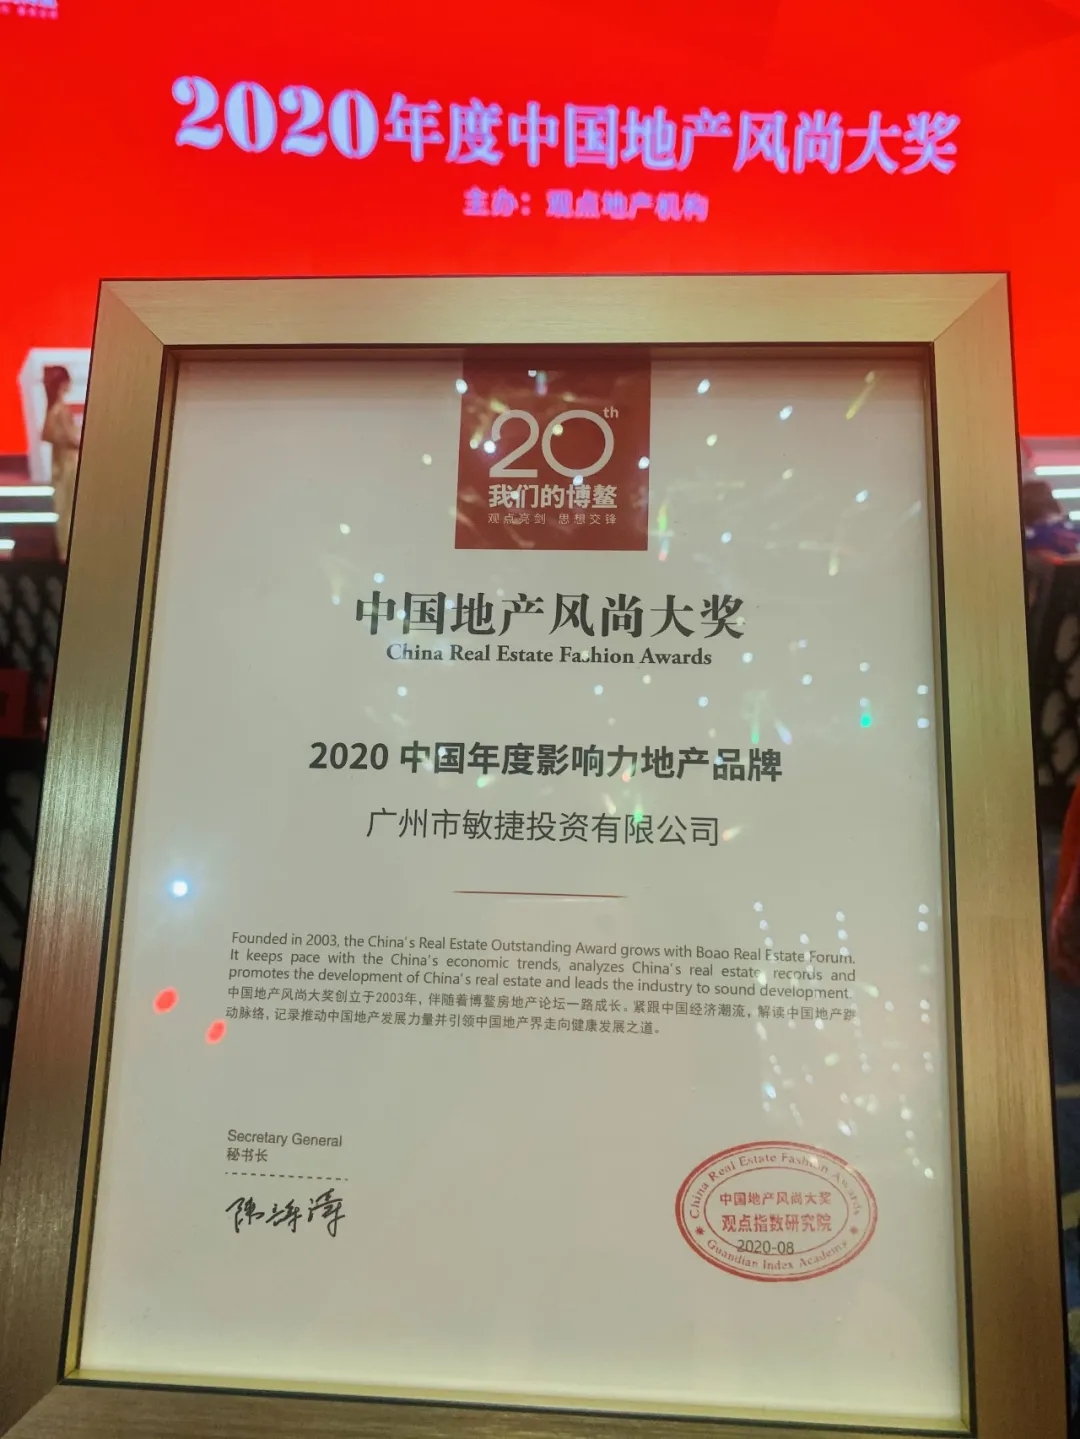 2020年度中国地产风尚大奖
主办：观点地产机构
20th
我们的博鳌
观点亮剑 思想交锋
中国地产风尚大奖
China Real Estate Fashion Awards
2020 中国年度影响力地产品牌
广州市敏捷投资有限公司
Founded in 2003, the China's Real Estate Outstanding Award grows with Boao Real Estate Forum.
It keeps pace with the China's economic trends, analyzes China's real estate records and
promotes the development of China's real estate and leads the industry to sound development.
中国地产风尚大奖创立于2003年，伴随着博鳌房地产论坛一路成长。紧跟中国经济潮流，解读中国地产跳
动脉络，记录推动中国地产发展力量并引领中国地产界走向健康发展之道。
Secretary General
秘书长
China Real Estate Fashion Awards
中国地产风尚大奖
观点指数研究院
2020-08
Guandian Index Academy